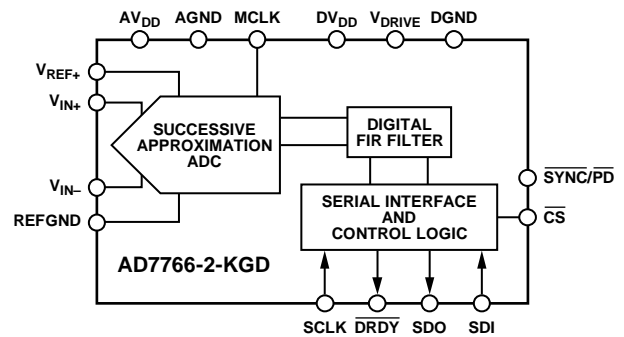 AVDD AGND MCLK DVDD VDRIVE DGND
VREF+
VIN+
VIN–
REFGND
SUCCESSIVE
APPROXIMATION
ADC
DIGITAL
FIR FILTER
SERIAL INTERFACE
AND
CONTROL LOGIC
SYNC/PD
CS
AD7766-2-KGD
SCLK DRDY SDO SDI